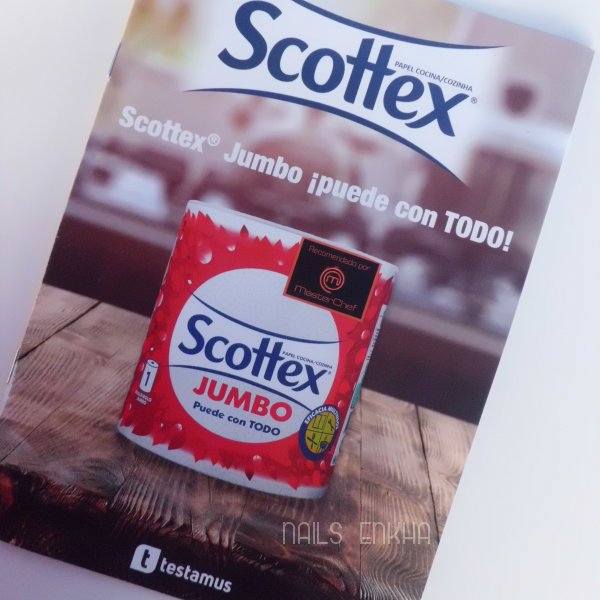 Scottex®
PAPEL COCINA/COZINHA
Scottex® Jumbo ¡puede con TODO!
Recomendado por
MasterChef
Scottex
PAPEL COCINA/COZINHA
JUMBO
Puede con TODO
1
EFICACIA
NAILS ENKHA
t testamus